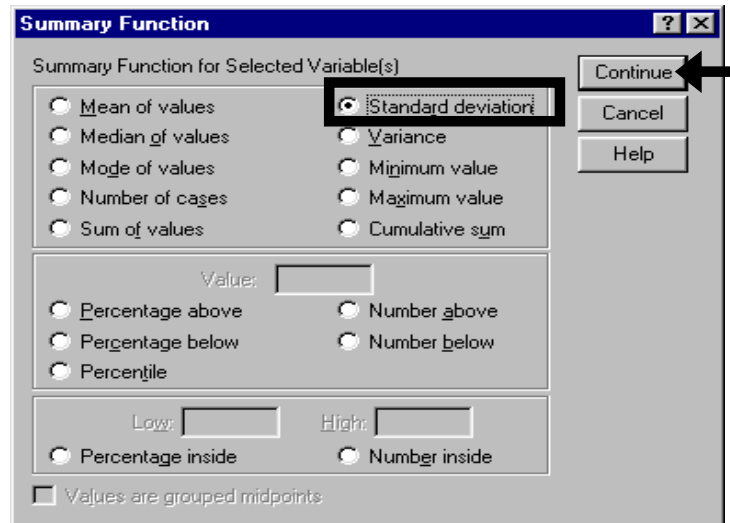 Summary Function
Summary Function for Selected Variable(s)
Continue
Mean of values Standard deviation
Cancel
Median of values Variance
Help
Mode of values Minimum value
Number of cases Maximum value
Sum of values Cumulative sum
Value:
Percentage above Number above
Percentage below Number below
Percentile
Low: High:
Percentage inside Number inside
Values are grouped midpoints